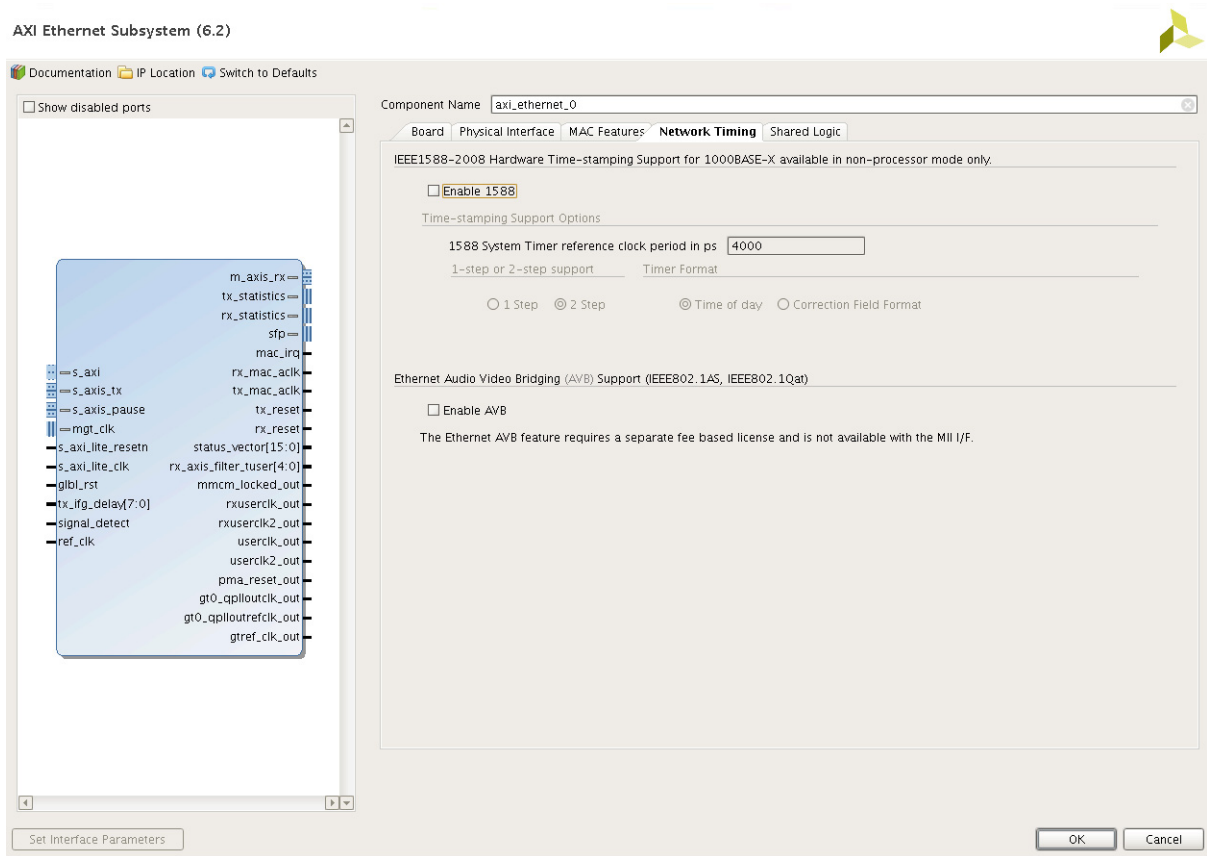 AXI Ethernet Subsystem (6.2)
Documentation IP Location Switch to Defaults
Show disabled ports
m_axis_rx
tx_statistics
rx_statistics
sfp
mac_irq
s_axi rx_mac_aclk
s_axis_tx tx_mac_aclk
s_axis_pause tx_reset
mgt_clk rx_reset
s_axi_lite_resetn status_vector[15:0]
s_axi_lite_clk rx_axis_filter_tuser[4:0]
glbl_rst mmcm_locked_out
tx_ifg_delay[7:0] rxuserclk_out
signal_detect rxuserclk2_out
ref_clk userclk_out
userclk2_out
pma_reset_out
gt0_qplloutclk_out
gt0_qplloutrefclk_out
gtref_clk_out
Component Name axi_ethernet_0
Board Physical Interface MAC Features Network Timing Shared Logic
IEEE1588-2008 Hardware Time-stamping Support for 1000BASE-X available in non-processor mode only.
Enable 1588
Time-stamping Support Options
1588 System Timer reference clock period in ps 4000
1-step or 2-step support Timer Format
1 Step 2 Step Time of day Correction Field Format
Ethernet Audio Video Bridging (AVB) Support (IEEE802.1AS, IEEE802.1Qat)
Enable AVB
The Ethernet AVB feature requires a separate fee based license and is not available with the MII I/F.
Set Interface Parameters
OK Cancel